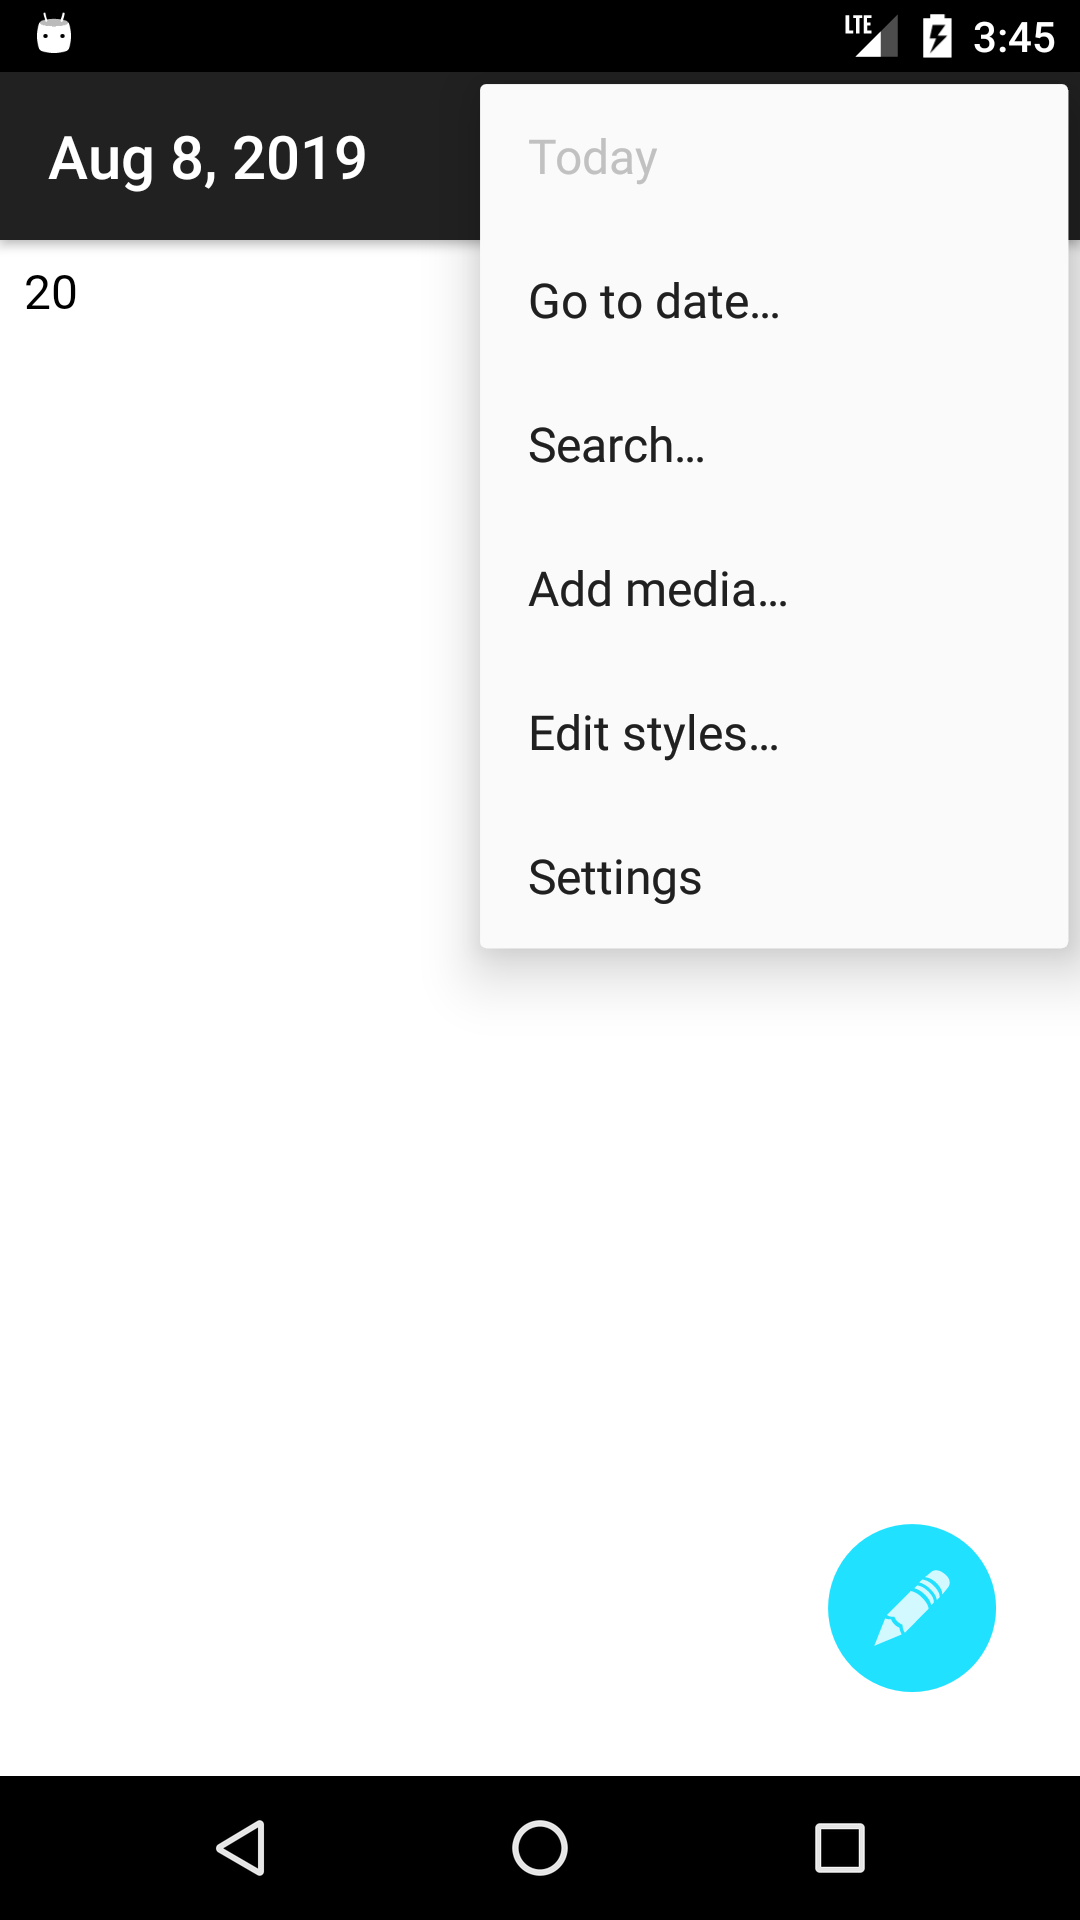 LTE 3:45
Aug 8, 2019
20
Today
Go to date...
Search...
Add media...
Edit styles...
Settings